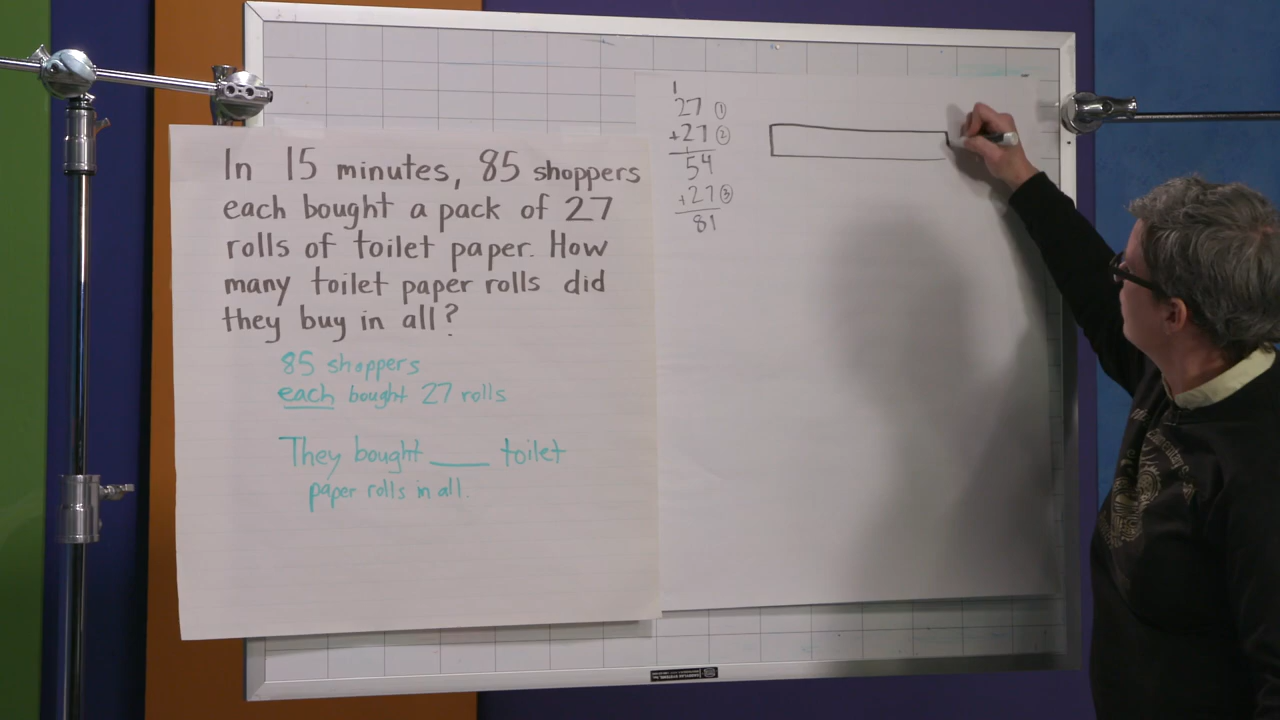 In 15 minutes, 85 shoppers
each bought a pack of 27
rolls of toilet paper. How
many toilet paper rolls did
they buy in all?
85 shoppers
each bought 27 rolls
They bought ____ toilet
paper rolls in all.
1
27 ①
+27 ②
1
54
+27 ③
81